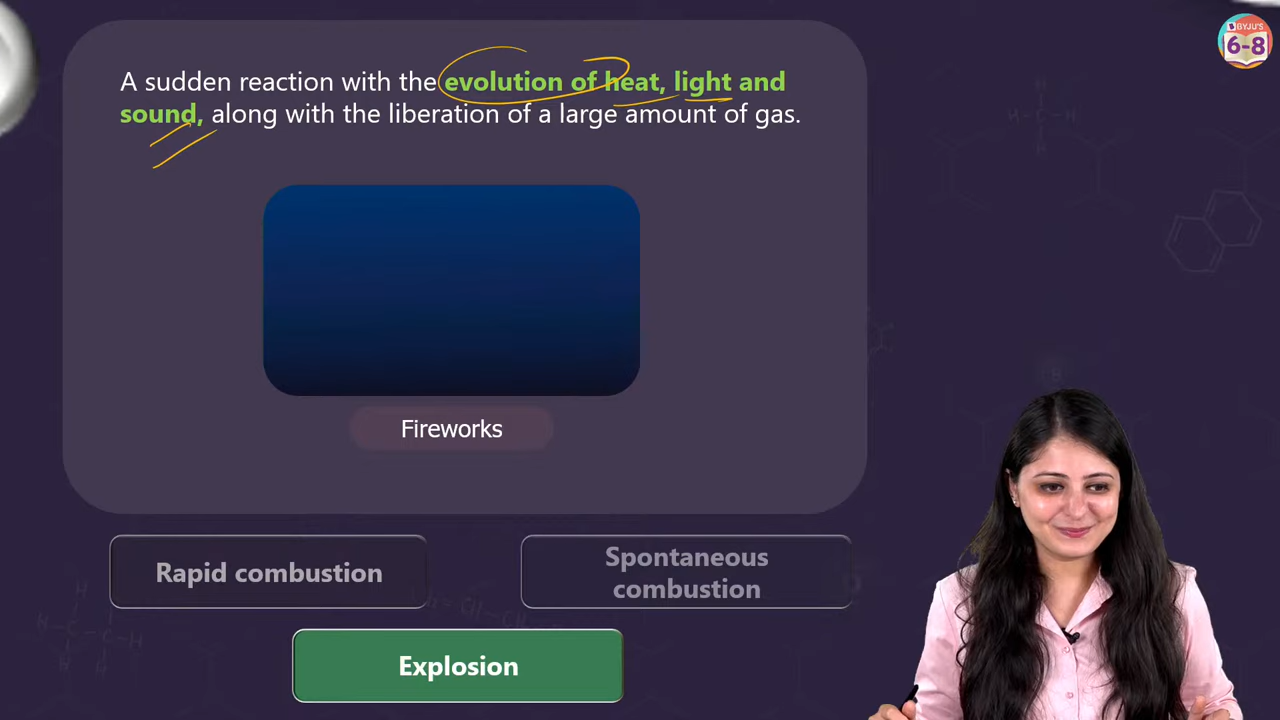 BYJU'S
6-8
A sudden reaction with the evolution of heat, light and
sound, along with the liberation of a large amount of gas.
Fireworks
Rapid combustion
Spontaneous
combustion
Explosion